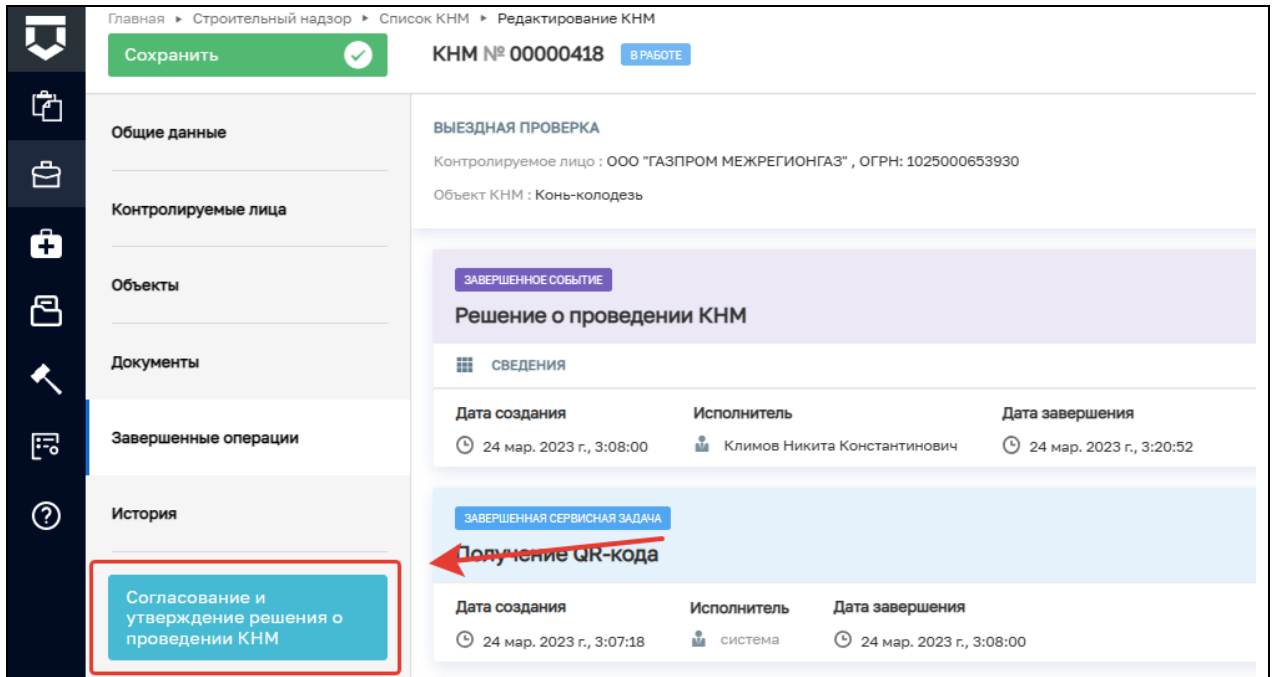 Главная ▸ Строительный надзор ▸ Список КНМ ▸ Редактирование КНМ
Сохранить
КНМ № 00000418 В РАБОТЕ
Общие данные
Контролируемые лица
Объекты
Документы
Завершенные операции
История
Согласование и
утверждение решения о
проведении КНМ
ВЫЕЗДНАЯ ПРОВЕРКА
Контролируемое лицо : ООО "ГАЗПРОМ МЕЖРЕГИОНГАЗ" , ОГРН: 1025000653930
Объект КНМ : Конь-колодезь
ЗАВЕРШЕННОЕ СОБЫТИЕ
Решение о проведении КНМ
СВЕДЕНИЯ
Дата создания Исполнитель Дата завершения
24 мар. 2023 г., 3:08:00 Климов Никита Константинович 24 мар. 2023 г., 3:20:52
ЗАВЕРШЕННАЯ СЕРВИСНАЯ ЗАДАЧА
Получение QR-кода
Дата создания Исполнитель Дата завершения
24 мар. 2023 г., 3:07:18 система 24 мар. 2023 г., 3:08:00